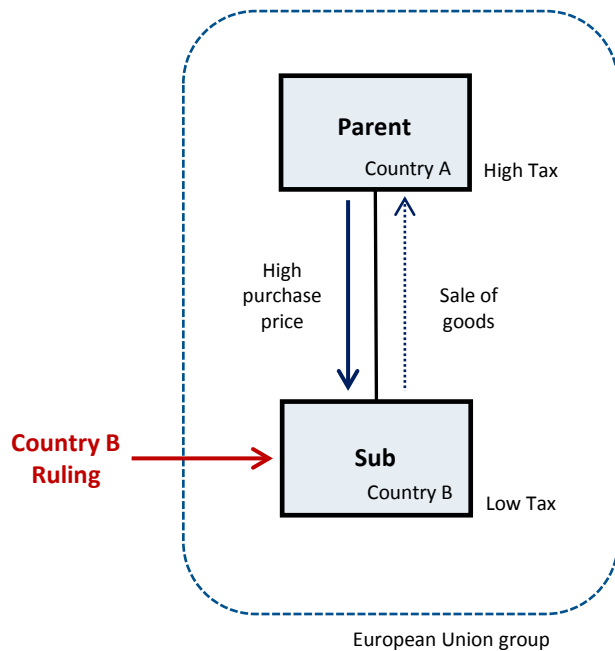 Parent
Country A
High Tax
High
purchase
price
Sale of
goods
Country B
Ruling
Sub
Country B
Low Tax
European Union group